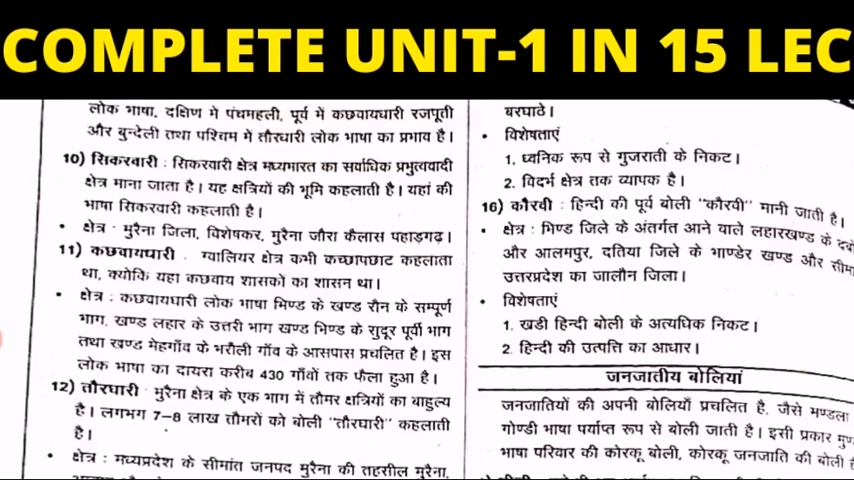 COMPLETE UNIT-1 IN 15 LEC
लोक भाषा, दक्षिण मे पंचमहली, पूर्व में कछवायधारी रजपूती
और बुन्देली तथा पश्चिम में तौरधारी लोक भाषा का प्रभाव है।
10) सिकरवारी : सिकरवारी क्षेत्र मध्यभारत का सर्वाधिक प्रभुत्ववादी
क्षेत्र माना जाता है। यह क्षत्रियों की भूमि कहलाती है। यहां की
भाषा सिकरवारी कहलाती है।
• क्षेत्र : मुरैना जिला, विशेषकर, मुरैना जौरा कैलास पहाड़गढ़।
11) कछवायधारी . ग्वालियर क्षेत्र कभी कच्छापघाट कहलाता
था, क्योंकि यहा कछवाय शासकों का शासन था।
• क्षेत्र : कछवायधारी लोक भाषा भिण्ड के खण्ड रौन के सम्पूर्ण
भाग, खण्ड लहार के उत्तरी भाग खण्ड भिण्ड के सुदूर पूर्वी भाग
तथा खण्ड मेहगाँव के भरौली गाँव के आसपास प्रचलित है। इस
लोक भाषा का दायरा करीब 430 गाँवों तक फैला हुआ है।
12) तौरधारी : मुरैना क्षेत्र के एक भाग में तौमर क्षत्रियों का बाहुल्य
है। लगभग 7-8 लाख तौमरों को बोली "तौरधारी" कहलाती
है।
• क्षेत्र : मध्यप्रदेश के सीमांत जनपद मुरैना की तहसील मुरैना,
बरघाठे।
• विशेषताएं
1. ध्वनिक रूप से गुजराती के निकट।
2. विदर्भ क्षेत्र तक व्यापक है।
16) कौरवी : हिन्दी की पूर्व बोली "कौरवी" मानी जाती है।
• क्षेत्र : भिण्ड जिले के अंतर्गत आने वाले लहारखण्ड के
और आलमपुर, दतिया जिले के भाण्डेर खण्ड और
उत्तरप्रदेश का जालौन जिला।
• विशेषताएं
1. खडी हिन्दी बोली के अत्यधिक निकट।
2. हिन्दी की उत्पत्ति का आधार।
जनजातीय बोलियां
जनजातियों की अपनी बोलियाँ प्रचलित है, जैसे मण्डला
गोण्डी भाषा पर्याप्त रूप से बोली जाती है। इसी प्रकार
भाषा परिवार की कोरकू बोली, कोरकू जनजाति की बोली